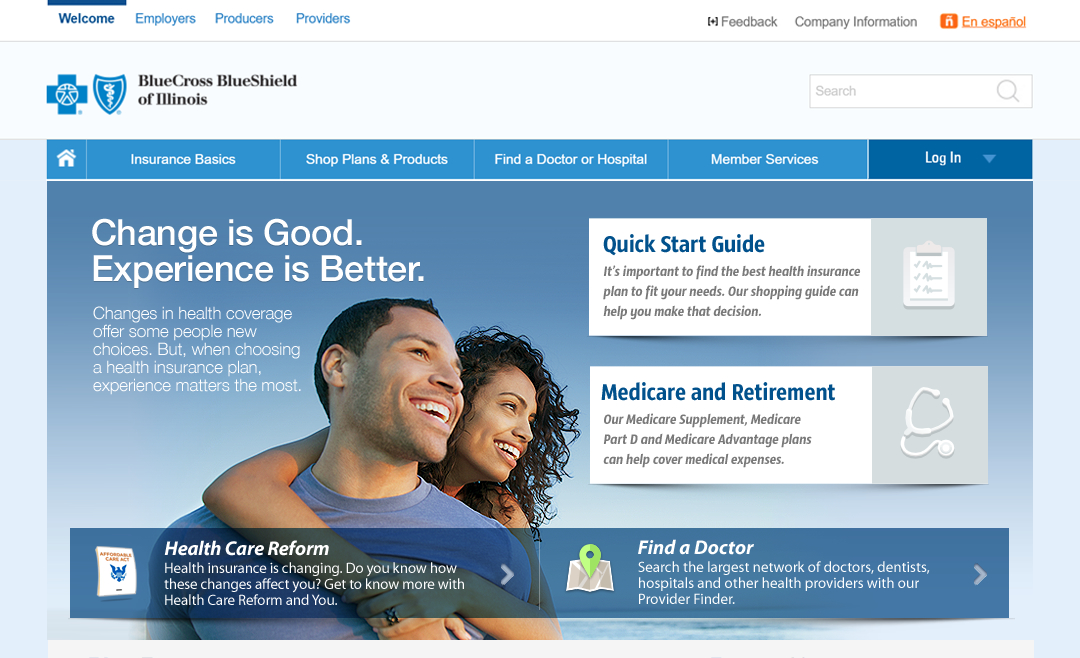 Welcome Employers Producers Providers
[+] Feedback Company Information ñ En español
BlueCross BlueShield
of Illinois
Search
Insurance Basics Shop Plans & Products Find a Doctor or Hospital Member Services Log In
Change is Good.
Experience is Better.
Changes in health coverage
offer some people new
choices. But, when choosing
a health insurance plan,
experience matters the most.
Quick Start Guide
It's important to find the best health insurance
plan to fit your needs. Our shopping guide can
help you make that decision.
Medicare and Retirement
Our Medicare Supplement, Medicare
Part D and Medicare Advantage plans
can help cover medical expenses.
AFFORDABLE
CARE ACT
Health Care Reform
Health insurance is changing. Do you know how
these changes affect you? Get to know more with
Health Care Reform and You.
Find a Doctor
Search the largest network of doctors, dentists,
hospitals and other health providers with our
Provider Finder.